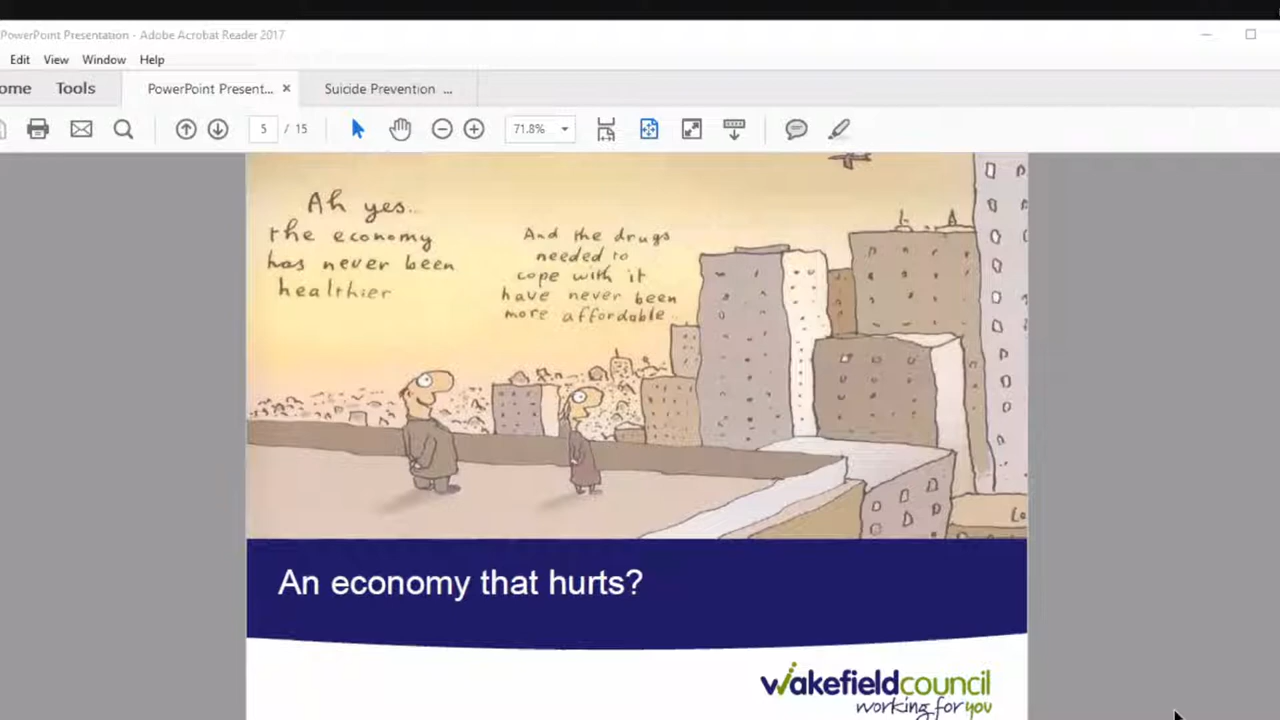 PowerPoint Presentation - Adobe Acrobat Reader 2017
Edit View Window Help
ome Tools PowerPoint Present... × Suicide Prevention ...
5 / 15 71.8%
Ah yes..
the economy
has never been
healthier
And the drugs
needed to
cope with it
have never been
more affordable..
Lo
An economy that hurts?
wakefieldcouncil
working for you